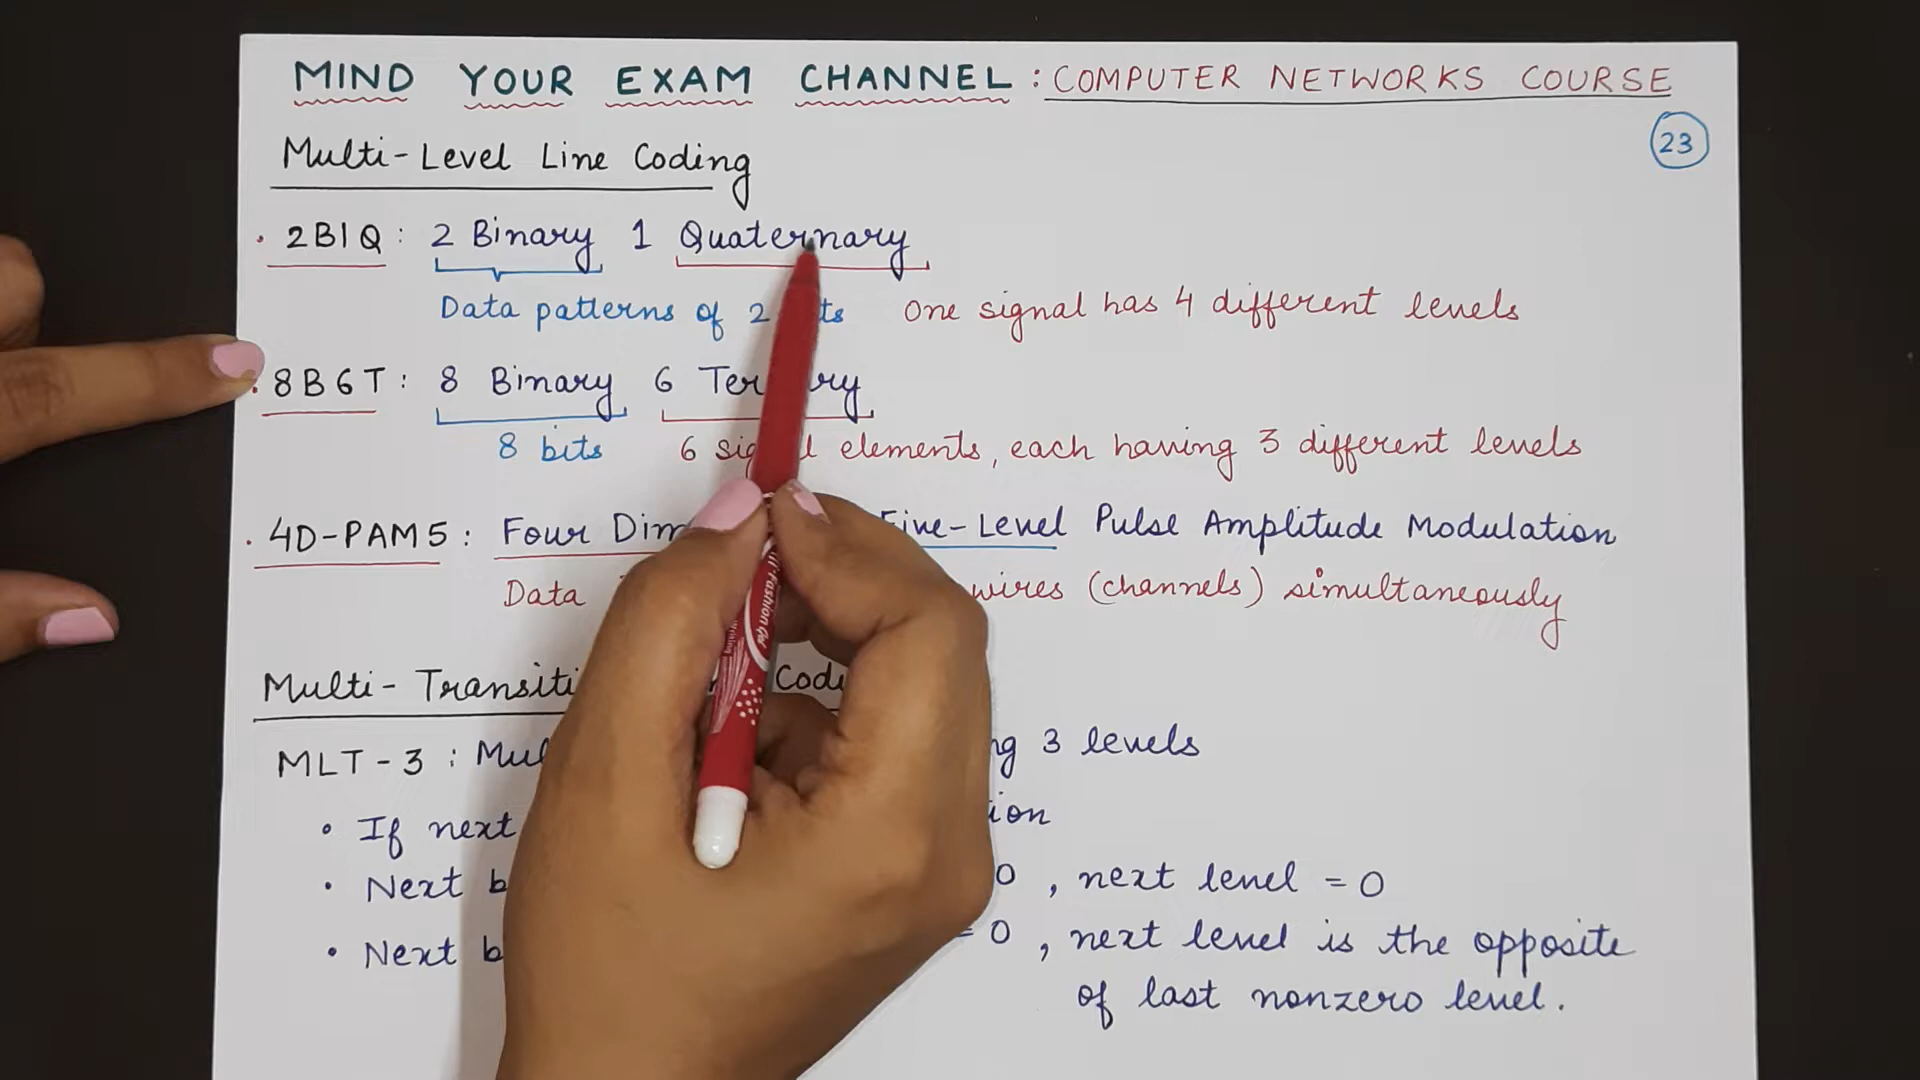 MIND YOUR EXAM CHANNEL : COMPUTER NETWORKS COURSE
23
Multi-Level Line Coding
. 2B1Q : 2 Binary 1 Quaternary
Data patterns of 2 One signal has 4 different levels
. 8B6T : 8 Binary 6
8 bits 6 elements, each having 3 different levels
. 4D-PAM5 : Four Five-Level Pulse Amplitude Modulation
Data wires (channels) simultaneously
Multi-
MLT-3 : 3 levels
• If next
• Next , next level = 0
• Next = 0 , next level is the opposite
of last nonzero level.